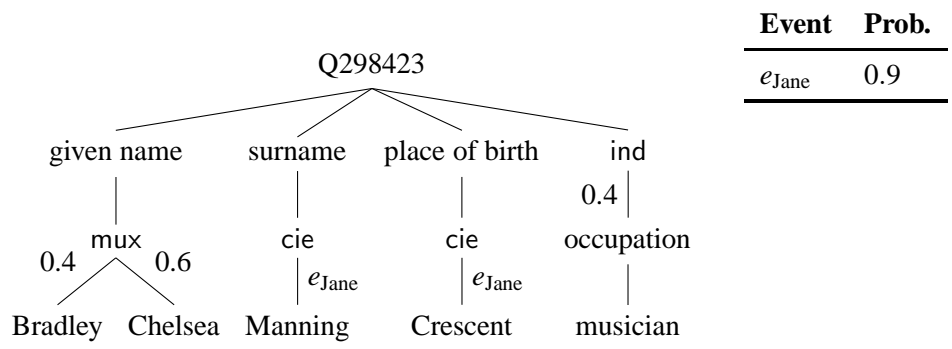 Event Prob.
e_Jane 0.9
Q298423
given name surname place of birth ind
0.4
mux cie cie occupation
0.4 0.6 e_Jane e_Jane
Bradley Chelsea Manning Crescent musician